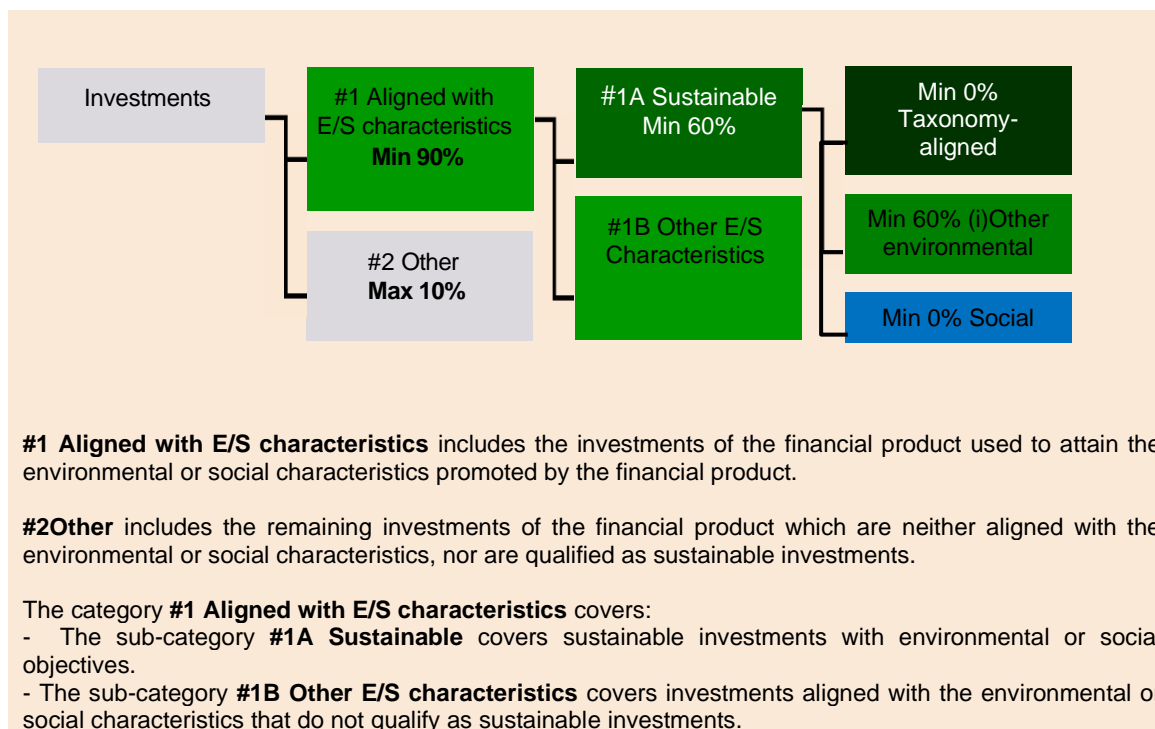 Investments
#1 Aligned with
E/S characteristics
Min 90%
#2 Other
Max 10%
#1A Sustainable
Min 60%
#1B Other E/S
Characteristics
Min 0%
Taxonomy-
aligned
Min 60% (i)Other
environmental
Min 0% Social
#1 Aligned with E/S characteristics includes the investments of the financial product used to attain the
environmental or social characteristics promoted by the financial product.
#2Other includes the remaining investments of the financial product which are neither aligned with the
environmental or social characteristics, nor are qualified as sustainable investments.
The category #1 Aligned with E/S characteristics covers:
- The sub-category #1A Sustainable covers sustainable investments with environmental or social
objectives.
- The sub-category #1B Other E/S characteristics covers investments aligned with the environmental or
social characteristics that do not qualify as sustainable investments.